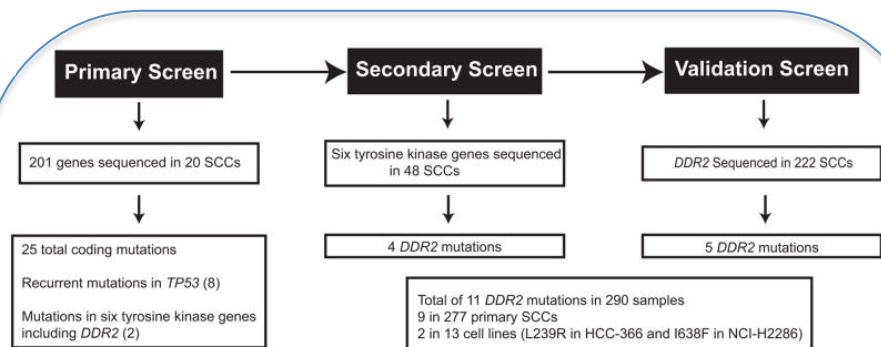 Primary Screen
Secondary Screen
Validation Screen
201 genes sequenced in 20 SCCs
Six tyrosine kinase genes sequenced
in 48 SCCs
DDR2 Sequenced in 222 SCCs
25 total coding mutations
Recurrent mutations in TP53 (8)
Mutations in six tyrosine kinase genes
including DDR2 (2)
4 DDR2 mutations
5 DDR2 mutations
Total of 11 DDR2 mutations in 290 samples
9 in 277 primary SCCs
2 in 13 cell lines (L239R in HCC-366 and I638F in NCI-H2286)